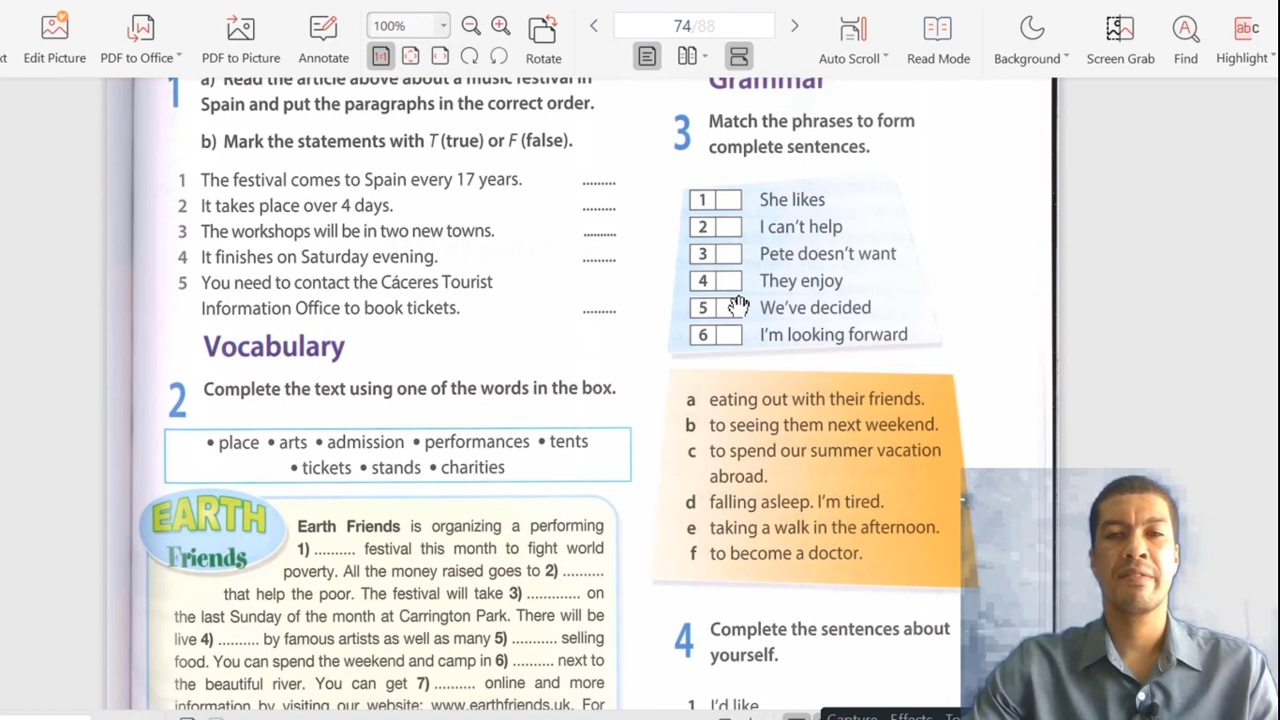 100%
74/88
Edit Picture
PDF to Office
PDF to Picture
Annotate
Rotate
Auto Scroll
Read Mode
Background
Screen Grab
Find
Highlight
1 a) Read the article above about a music festival in
Spain and put the paragraphs in the correct order.
b) Mark the statements with T (true) or F (false).
1 The festival comes to Spain every 17 years. .........
2 It takes place over 4 days. .........
3 The workshops will be in two new towns. .........
4 It finishes on Saturday evening. .........
5 You need to contact the Cáceres Tourist
Information Office to book tickets. .........
Vocabulary
2 Complete the text using one of the words in the box.
• place • arts • admission • performances • tents
• tickets • stands • charities
EARTH
Friends
Earth Friends is organizing a performing
1) .......... festival this month to fight world
poverty. All the money raised goes to 2) ..........
that help the poor. The festival will take 3) ............ on
the last Sunday of the month at Carrington Park. There will be
live 4) .......... by famous artists as well as many 5) ........... selling
food. You can spend the weekend and camp in 6) .......... next to
the beautiful river. You can get 7) .......... online and more
information by visiting our website: www.earthfriends.uk. For
Grammar
3 Match the phrases to form
complete sentences.
1 She likes
2 I can't help
3 Pete doesn't want
4 They enjoy
5 We've decided
6 I'm looking forward
a eating out with their friends.
b to seeing them next weekend.
c to spend our summer vacation
abroad.
d falling asleep. I'm tired.
e taking a walk in the afternoon.
f to become a doctor.
4 Complete the sentences about
yourself.
1 I'd like
Capture Effects